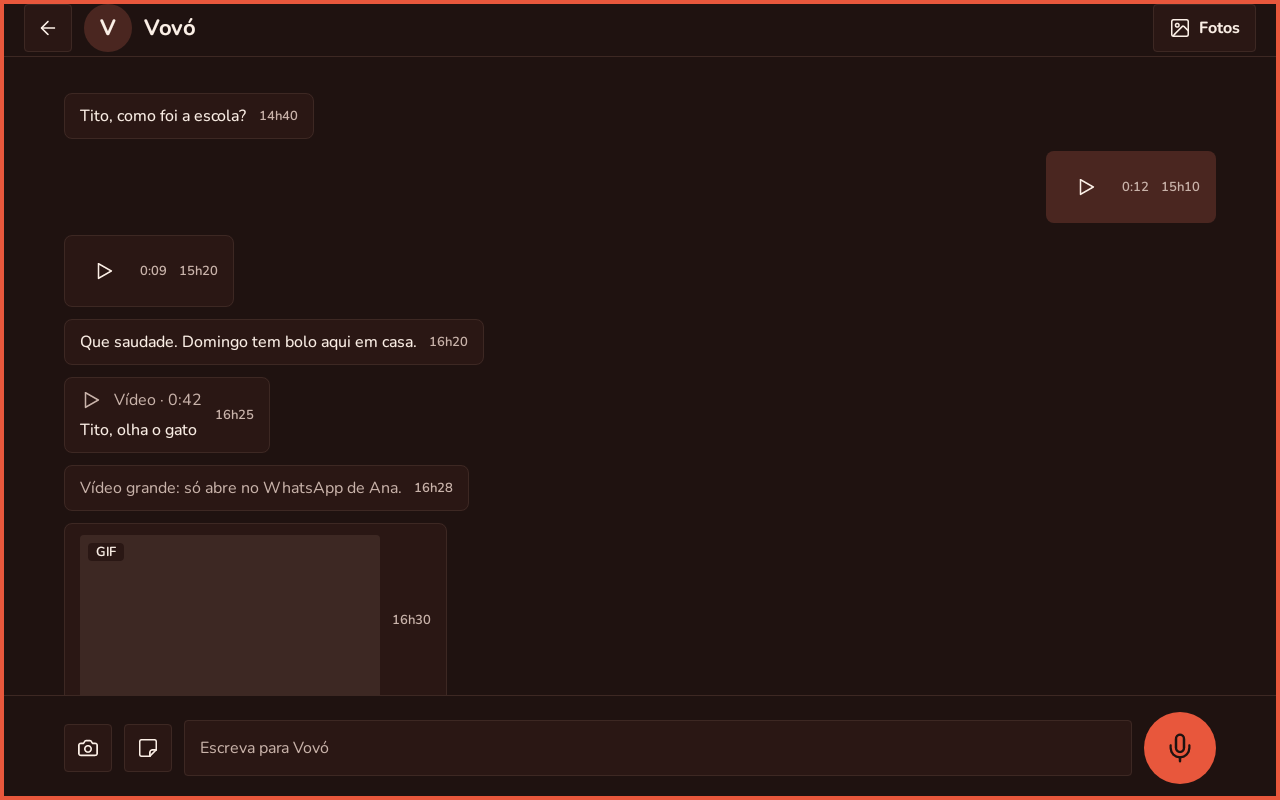 V
Vovó
Fotos
Tito, como foi a escola? 14h40
0:12 15h10
0:09 15h20
Que saudade. Domingo tem bolo aqui em casa. 16h20
Vídeo · 0:42
16h25
Tito, olha o gato
Vídeo grande: só abre no WhatsApp de Ana. 16h28
GIF
16h30
Escreva para Vovó